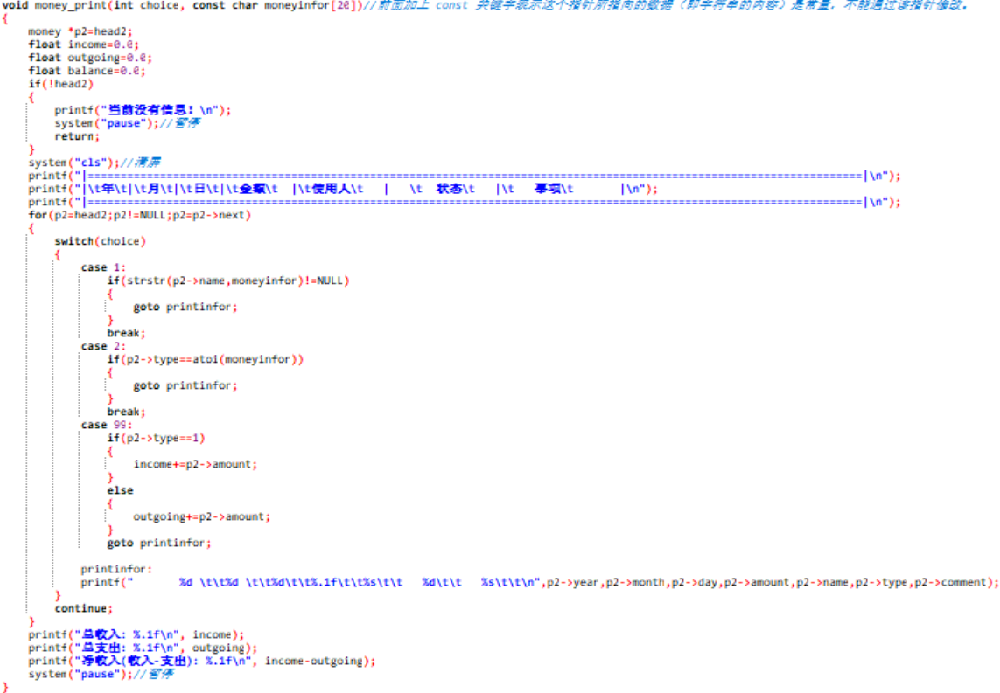 void money_print(int choice, const char moneyinfor[20])//前面加上 const 关键字表示这个指针所指向的数据（即字符串的内容）是常量，不能通过该指针修改。
{
    money *p2=head2;
    float income=0.0;
    float outgoing=0.0;
    float balance=0.0;
    if(!head2)
    {
        printf("当前没有信息！\n");
        system("pause");//暂停
        return;
    }
    system("cls");//清屏
    printf("|=======================================================================================================================|\n");
    printf("|\t年\t|\t月\t|\t日\t|\t金额\t  |\t使用人\t   |   \t  状态\t   |\t   事项\t       |\n");
    printf("|=======================================================================================================================|\n");
    for(p2=head2;p2!=NULL;p2=p2->next)
    {
        switch(choice)
        {
            case 1:
                if(strstr(p2->name,moneyinfor)!=NULL)
                {
                    goto printinfor;
                }
                break;
            case 2:
                if(p2->type==atoi(moneyinfor))
                {
                    goto printinfor;
                }
                break;
            case 99:
                if(p2->type==1)
                {
                    income+=p2->amount;
                }
                else
                {
                    outgoing+=p2->amount;
                }
                goto printinfor;
            printinfor:
            printf("       %d \t\t%d \t\t%d\t\t%.1f\t\t%s\t\t   %d\t\t   %s\t\t\n",p2->year,p2->month,p2->day,p2->amount,p2->name,p2->type,p2->comment);
        }
        continue;
    }
    printf("总收入: %.1f\n", income);
    printf("总支出: %.1f\n", outgoing);
    printf("净收入(收入-支出): %.1f\n", income-outgoing);
    system("pause");//暂停
}